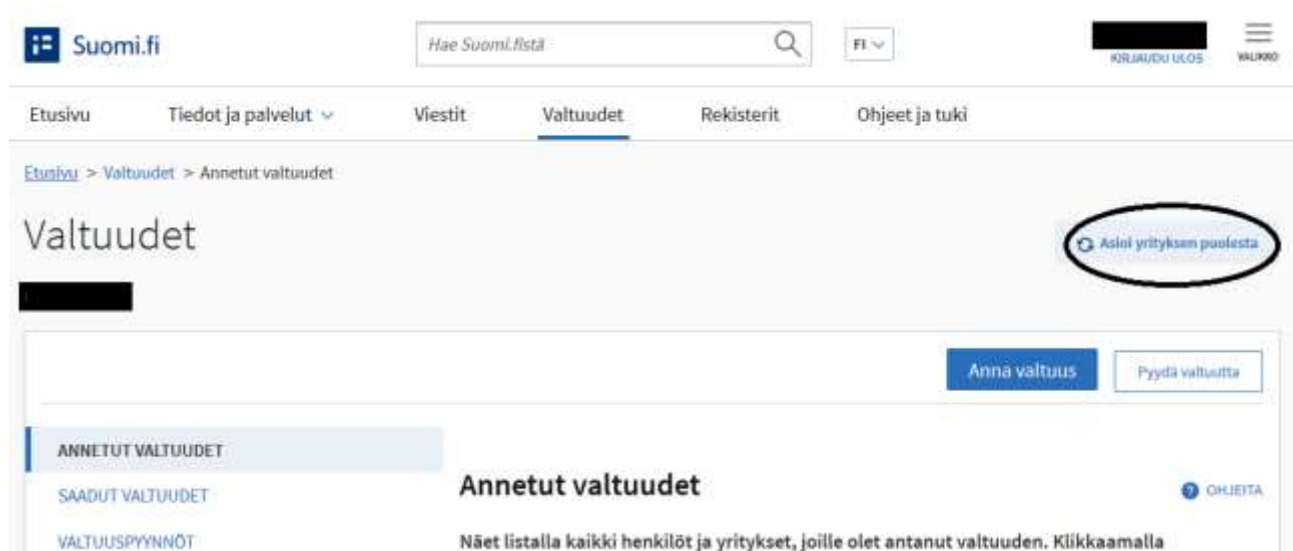 Suomi.fi
Hae Suomi.fistä
FI
KIRJAUDU ULOS
VALIKKO
Etusivu Tiedot ja palvelut Viestit Valtuudet Rekisterit Ohjeet ja tuki
Etusivu > Valtuudet > Annetut valtuudet
Valtuudet
Asioi yrityksen puolesta
Anna valtuus Pyydä valtuutta
ANNETUT VALTUUDET
SAADUT VALTUUDET
VALTUUSPYYNNÖT
Annetut valtuudet
? OHJEITA
Näet listalla kaikki henkilöt ja yritykset, joille olet antanut valtuuden. Klikkaamalla